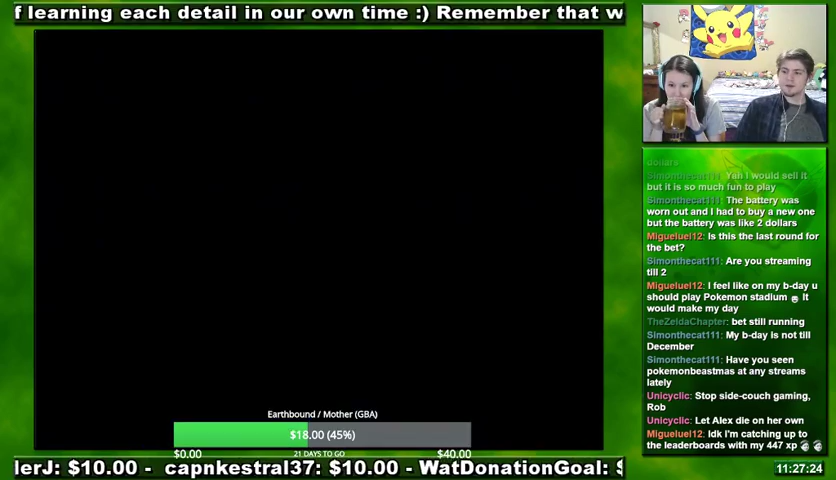 f learning each detail in our own time :) Remember that w
dollars
Simonthecat111: Yah I would sell it
but it is so much fun to play
Simonthecat111: The battery was
worn out and I had to buy a new one
but the battery was like 2 dollars
Migueluel12: Is this the last round for
the bet?
Simonthecat111: Are you streaming
till 2
Migueluel12: I feel like on my b-day u
should play Pokemon stadium It
would make my day
TheZeldaChapter: bet still running
Simonthecat111: My b-day is not till
December
Simonthecat111: Have you seen
pokemonbeastmas at any streams
lately
Unicyclic: Stop side-couch gaming,
Rob
Unicyclic: Let Alex die on her own
Migueluel12: Idk I'm catching up to
the leaderboards with my 447 xp
Earthbound / Mother (GBA)
$18.00 (45%)
$0.00 21 DAYS TO GO $40.00
lerJ: $10.00 - capnkestral37: $10.00 - WatDonationGoal: $
11:27:24